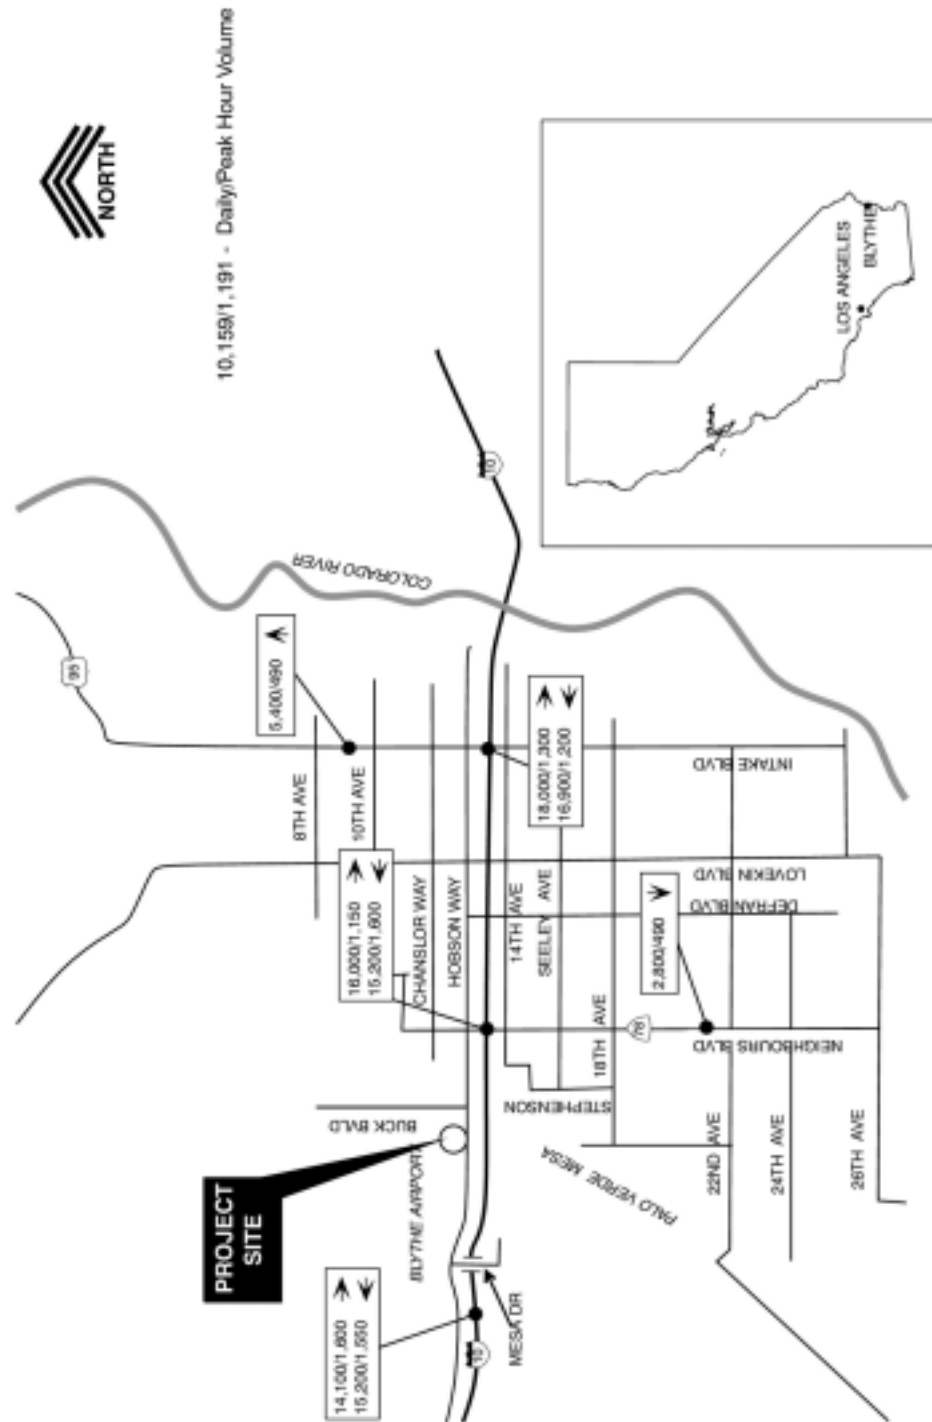 NORTH
10,159/1,191 - Daily/Peak Hour Volume
95
5,400/490
COLORADO RIVER
10
8TH AVE
10TH AVE
16,000/1,150
15,200/1,600
CHANSLOR WAY
HOBSON WAY
14TH AVE
SEELEY AVE
18TH AVE
18,000/1,300
16,900/1,200
INTAKE BLVD
LOVEKIN BLVD
DEFRAN BLVD
2,800/490
78
NEIGHBOURS BLVD
STEPHENSON
BUCK BVLD
PROJECT
SITE
BLYTHE AIRPORT
PALO VERDE MESA
22ND AVE
24TH AVE
26TH AVE
14,100/1,600
15,200/1,550
10
MESA DR
LOS ANGELES
BLYTHE